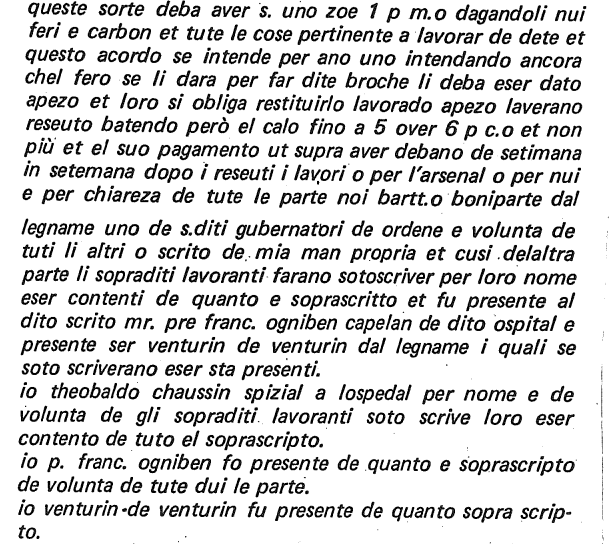 queste sorte deba aver s. uno zoe 1 p m.o dagandoli nui
feri e carbon et tute le cose pertinente a lavorar de dete et
questo acordo se intende per ano uno intendando ancora
chel fero se li dara per far dite broche li deba eser dato
apezo et loro si obliga restituirlo lavorado apezo laverano
reseuto batendo però el calo fino a 5 over 6 p c.o et non
più et el suo pagamento ut supra aver debano de setimana
in setemana dopo i reseuti i lavori o per l'arsenal o per nui
e per chiareza de tute le parte noi bartt.o boniparte dal
legname uno de s.diti gubernatori de ordene e volunta de
tuti li altri o scrito de mia man propria et cusi delaltra
parte li sopraditi lavoranti farano sotoscriver per loro nome
eser contenti de quanto e soprascritto et fu presente al
dito scrito mr. pre franc. ogniben capelan de dito ospital e
presente ser venturin de venturin dal legname i quali se
soto scriverano eser sta presenti.
io theobaldo chaussin spizial a lospedal per nome e de
volunta de gli sopraditi lavoranti soto scrive loro eser
contento de tuto el soprascripto.
io p. franc. ogniben fo presente de quanto e soprascripto
de volunta de tute dui le parte.
io venturin de venturin fu presente de quanto sopra scrip-
to.